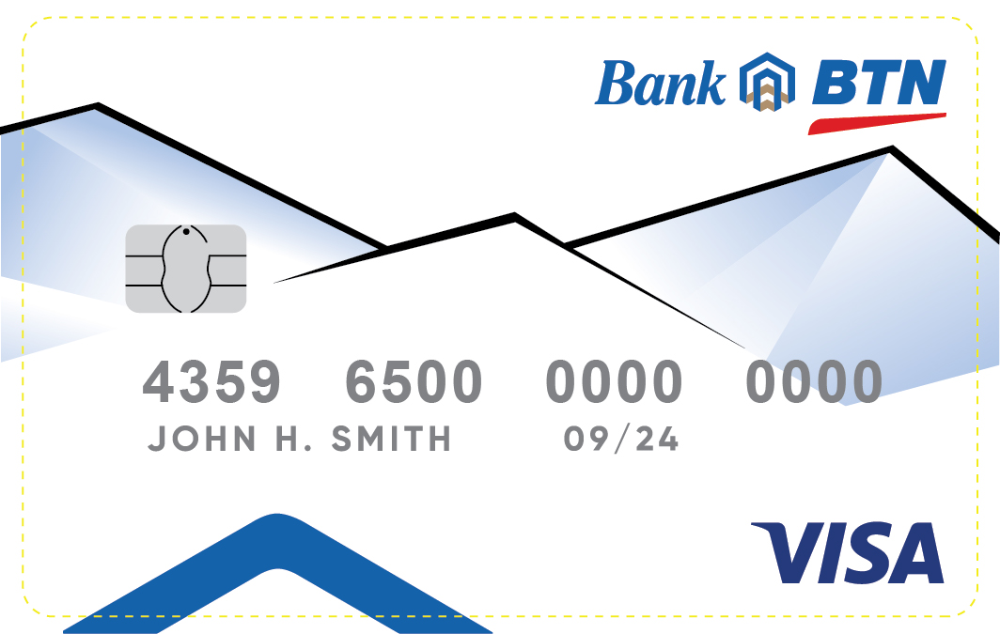 Bank BTN
4359 6500 0000 0000
JOHN H. SMITH 09/24
VISA